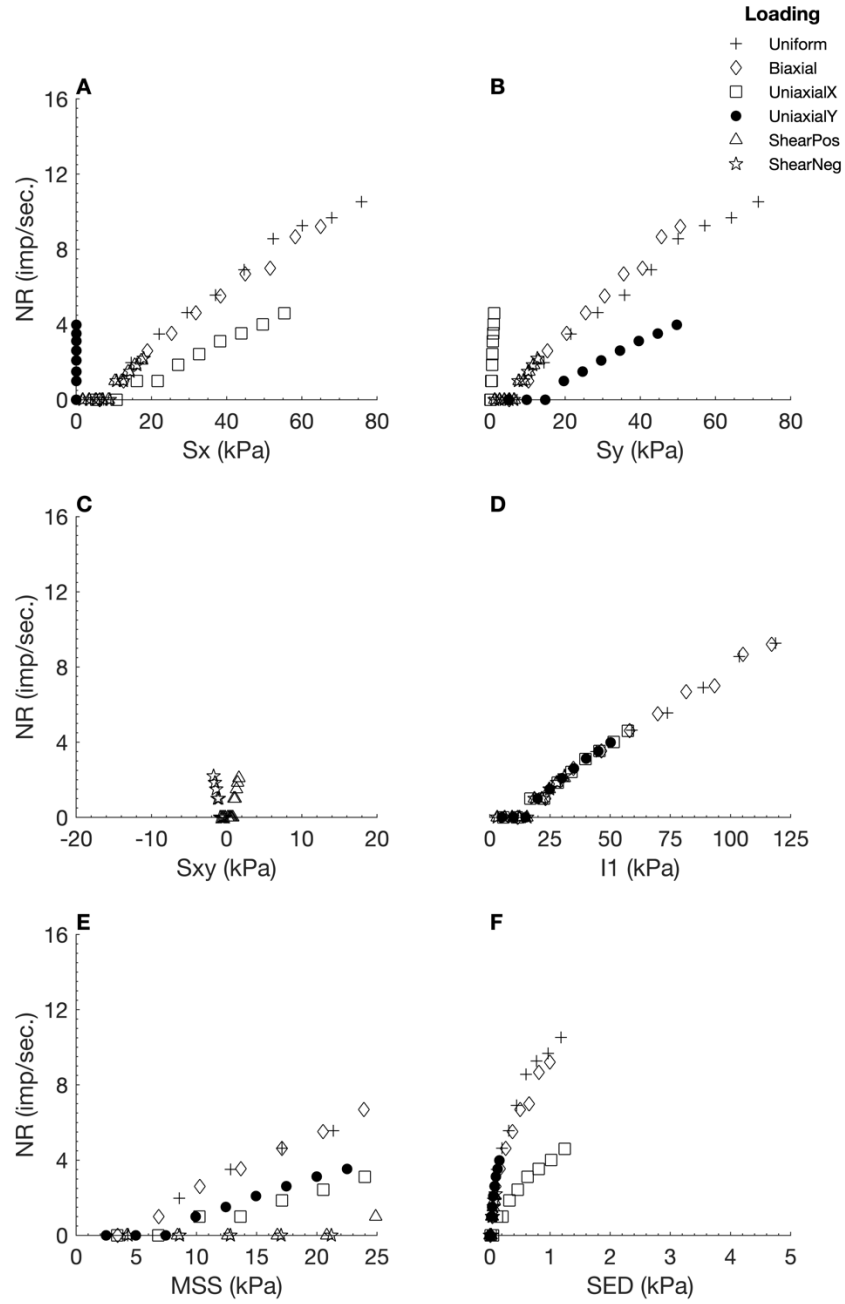 Loading
Uniform
Biaxial
UniaxialX
UniaxialY
ShearPos
ShearNeg
A
16
12
8
4
0
NR (imp/sec.)
0 20 40 60 80
Sx (kPa)
B
16
12
8
4
0
0 20 40 60 80
Sy (kPa)
C
16
12
8
4
0
NR (imp/sec.)
-20 -10 0 10 20
Sxy (kPa)
D
16
12
8
4
0
0 25 50 75 100 125
I1 (kPa)
E
16
12
8
4
0
NR (imp/sec.)
0 5 10 15 20 25
MSS (kPa)
F
16
12
8
4
0
0 1 2 3 4 5
SED (kPa)